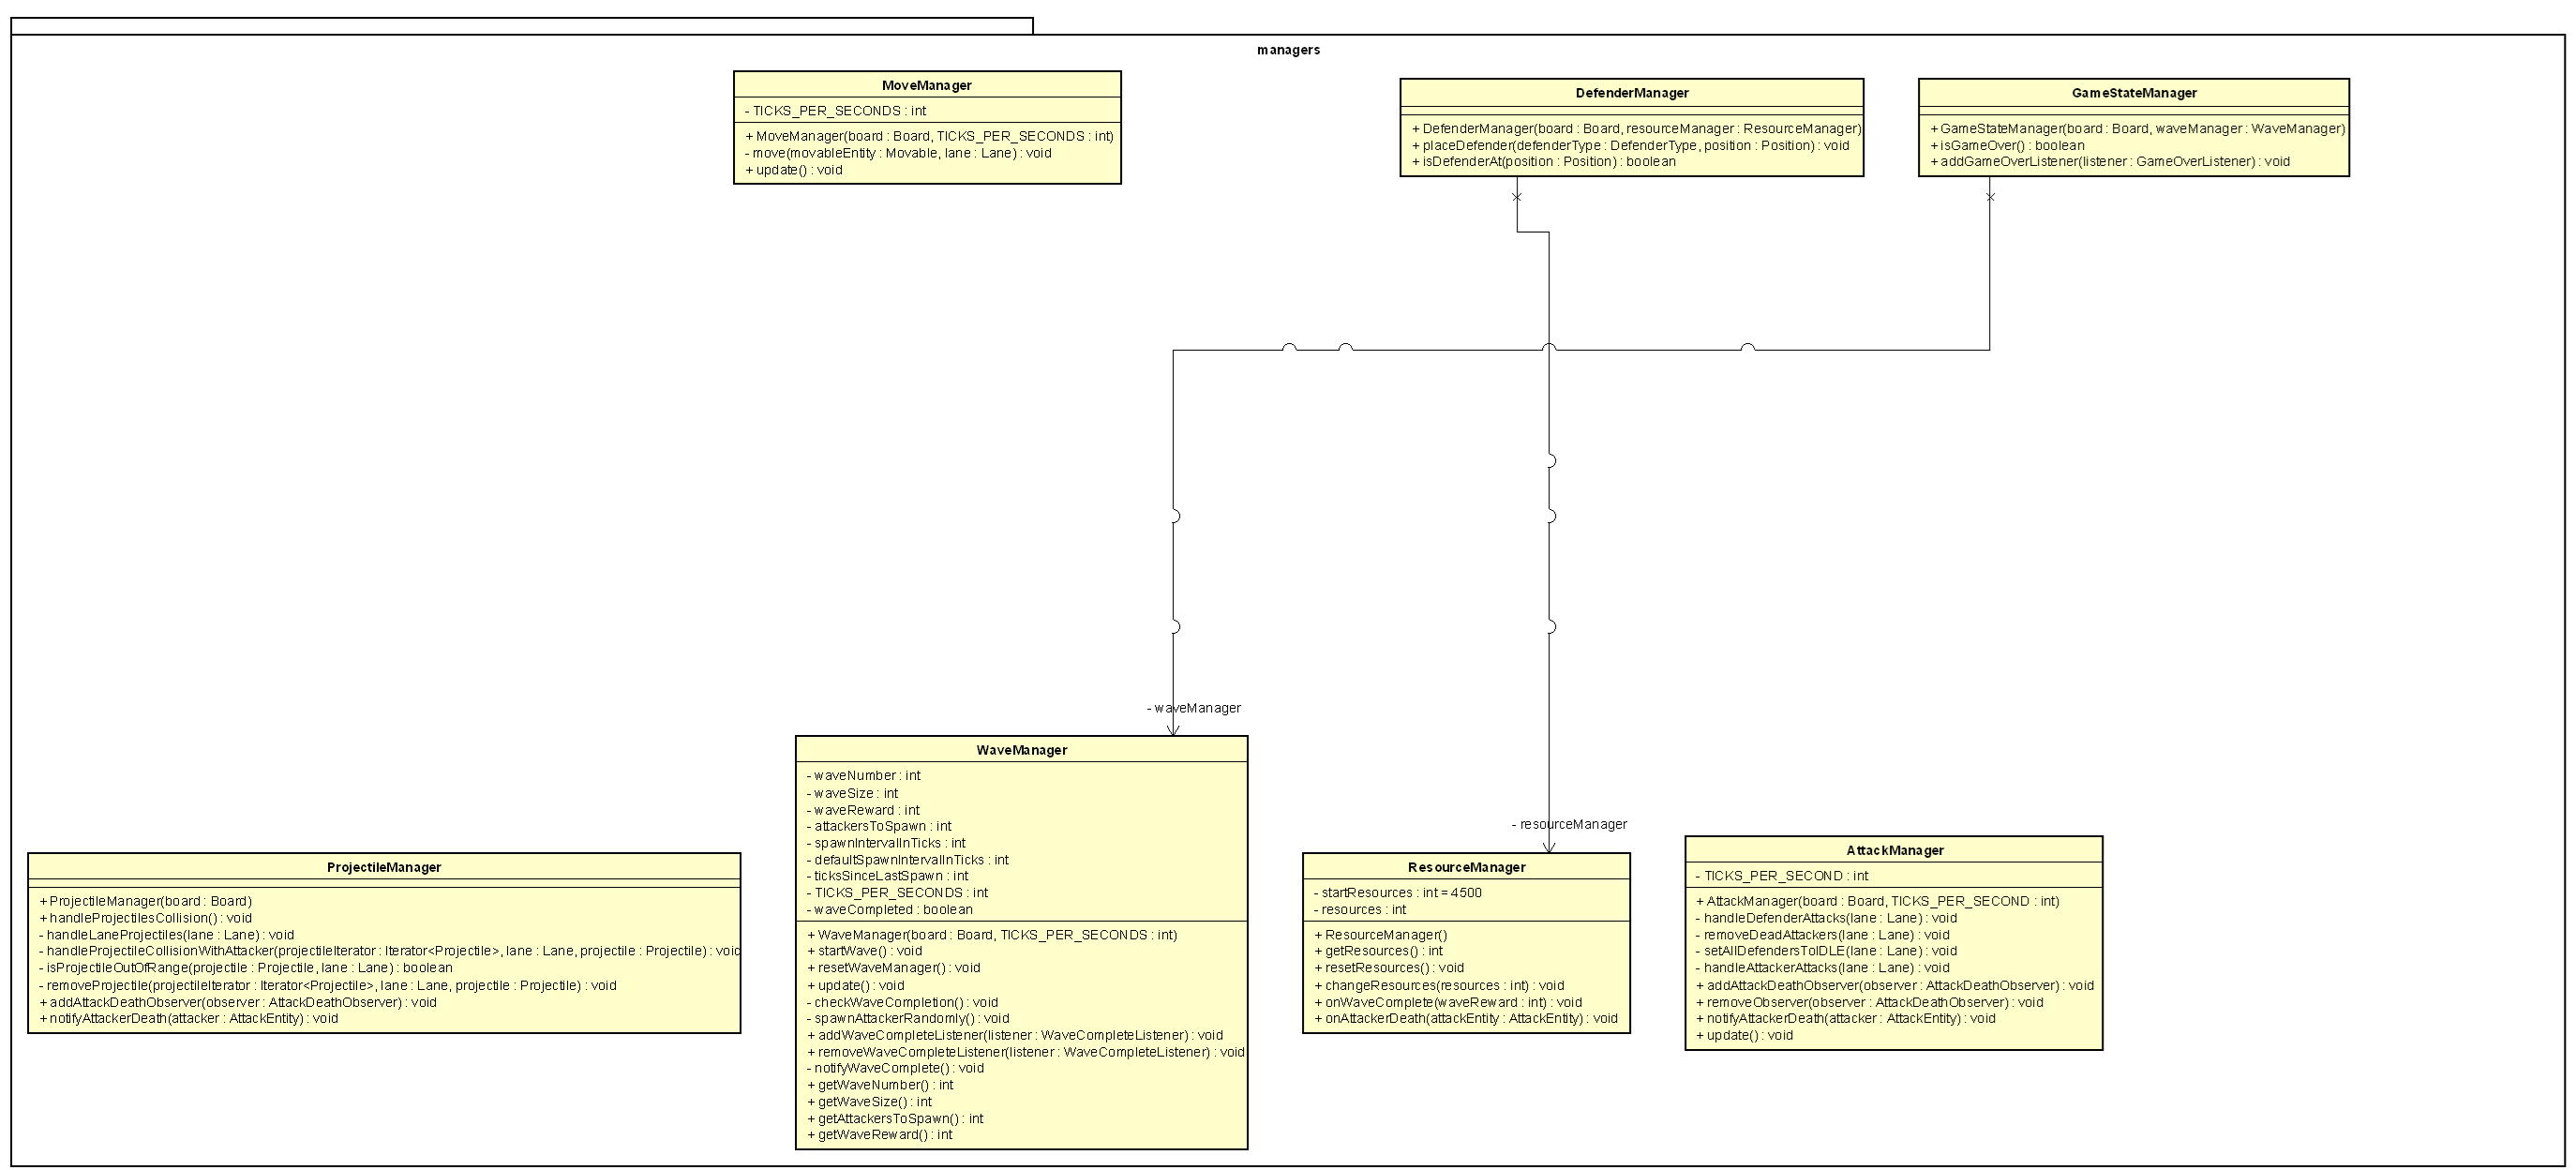 managers
MoveManager
- TICKS_PER_SECONDS : int
+ MoveManager(board : Board, TICKS_PER_SECONDS : int)
- move(movableEntity : Movable, lane : Lane) : void
+ update() : void
DefenderManager
+ DefenderManager(board : Board, resourceManager : ResourceManager)
+ placeDefender(defenderType : DefenderType, position : Position) : void
+ isDefenderAt(position : Position) : boolean
GameStateManager
+ GameStateManager(board : Board, waveManager : WaveManager)
+ isGameOver() : boolean
+ addGameOverListener(listener : GameOverListener) : void
- waveManager
- resourceManager
ProjectileManager
+ ProjectileManager(board : Board)
+ handleProjectilesCollision() : void
- handleLaneProjectiles(lane : Lane) : void
- handleProjectileCollisionWithAttacker(projectileIterator : Iterator<Projectile>, lane : Lane, projectile : Projectile) : void
- isProjectileOutOfRange(projectile : Projectile, lane : Lane) : boolean
- removeProjectile(projectileIterator : Iterator<Projectile>, lane : Lane, projectile : Projectile) : void
+ addAttackDeathObserver(observer : AttackDeathObserver) : void
+ notifyAttackerDeath(attacker : AttackEntity) : void
WaveManager
- waveNumber : int
- waveSize : int
- waveReward : int
- attackersToSpawn : int
- spawnIntervalInTicks : int
- defaultSpawnIntervalInTicks : int
- ticksSinceLastSpawn : int
- TICKS_PER_SECONDS : int
- waveCompleted : boolean
+ WaveManager(board : Board, TICKS_PER_SECONDS : int)
+ startWave() : void
+ resetWaveManager() : void
+ update() : void
- checkWaveCompletion() : void
- spawnAttackerRandomly() : void
+ addWaveCompleteListener(listener : WaveCompleteListener) : void
+ removeWaveCompleteListener(listener : WaveCompleteListener) : void
- notifyWaveComplete() : void
+ getWaveNumber() : int
+ getWaveSize() : int
+ getAttackersToSpawn() : int
+ getWaveReward() : int
ResourceManager
- startResources : int = 4500
- resources : int
+ ResourceManager()
+ getResources() : int
+ resetResources() : void
+ changeResources(resources : int) : void
+ onWaveComplete(waveReward : int) : void
+ onAttackerDeath(attackEntity : AttackEntity) : void
AttackManager
- TICKS_PER_SECOND : int
+ AttackManager(board : Board, TICKS_PER_SECOND : int)
- handleDefenderAttacks(lane : Lane) : void
- removeDeadAttackers(lane : Lane) : void
- setAllDefendersToIDLE(lane : Lane) : void
- handleAttackerAttacks(lane : Lane) : void
+ addAttackDeathObserver(observer : AttackDeathObserver) : void
+ removeObserver(observer : AttackDeathObserver) : void
+ notifyAttackerDeath(attacker : AttackEntity) : void
+ update() : void